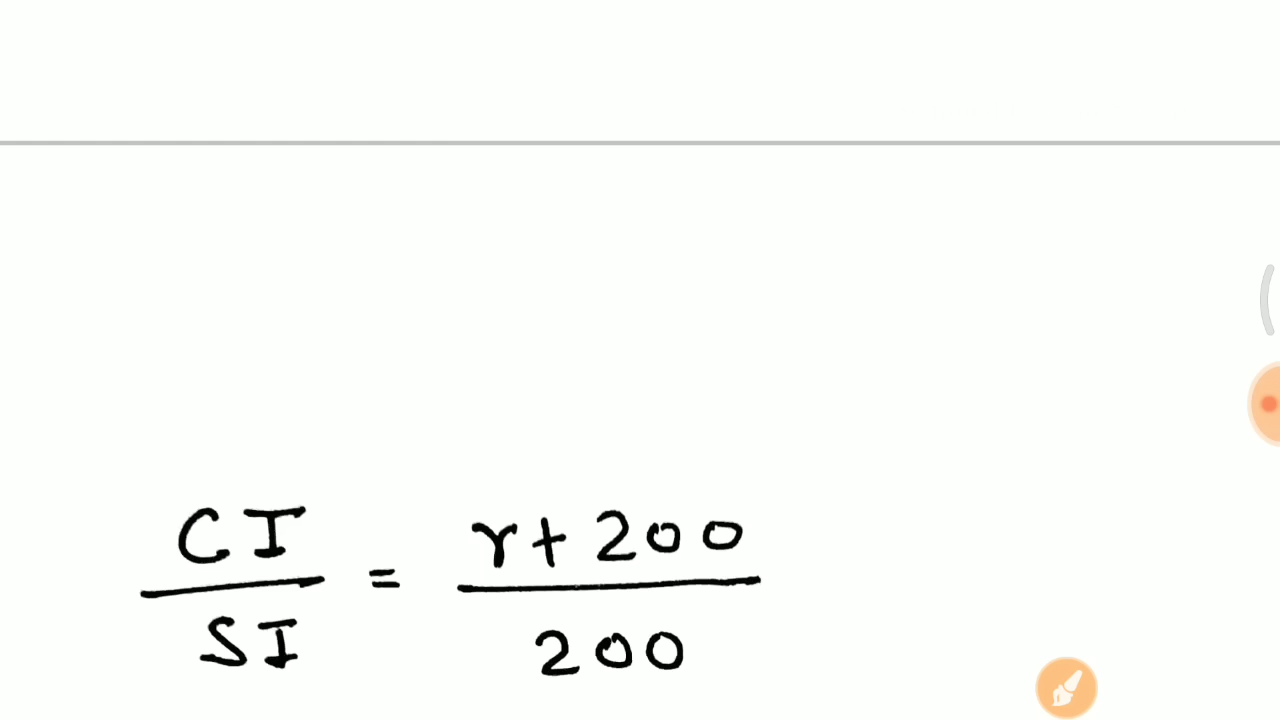 CI / SI = r + 200 / 200